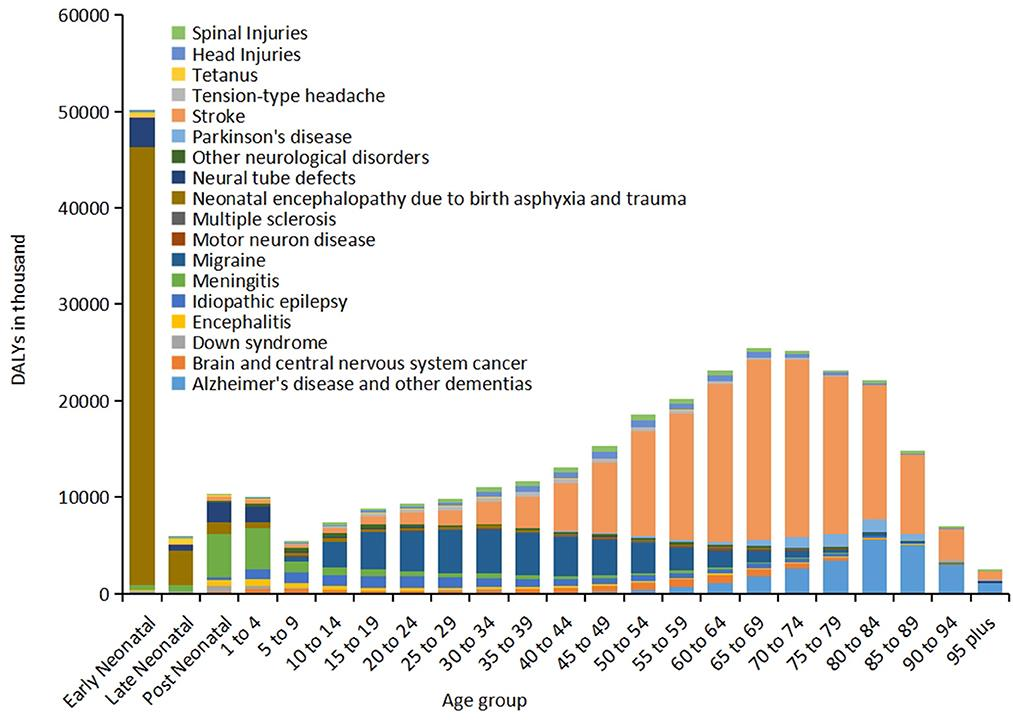 DALYs in thousand
60000
50000
40000
30000
20000
10000
0
Spinal Injuries
Head Injuries
Tetanus
Tension-type headache
Stroke
Parkinson's disease
Other neurological disorders
Neural tube defects
Neonatal encephalopathy due to birth asphyxia and trauma
Multiple sclerosis
Motor neuron disease
Migraine
Meningitis
Idiopathic epilepsy
Encephalitis
Down syndrome
Brain and central nervous system cancer
Alzheimer's disease and other dementias
Early Neonatal
Late Neonatal
Post Neonatal
1 to 4
5 to 9
10 to 14
15 to 19
20 to 24
25 to 29
30 to 34
35 to 39
40 to 44
45 to 49
50 to 54
55 to 59
60 to 64
65 to 69
70 to 74
75 to 79
80 to 84
85 to 89
90 to 94
95 plus
Age group